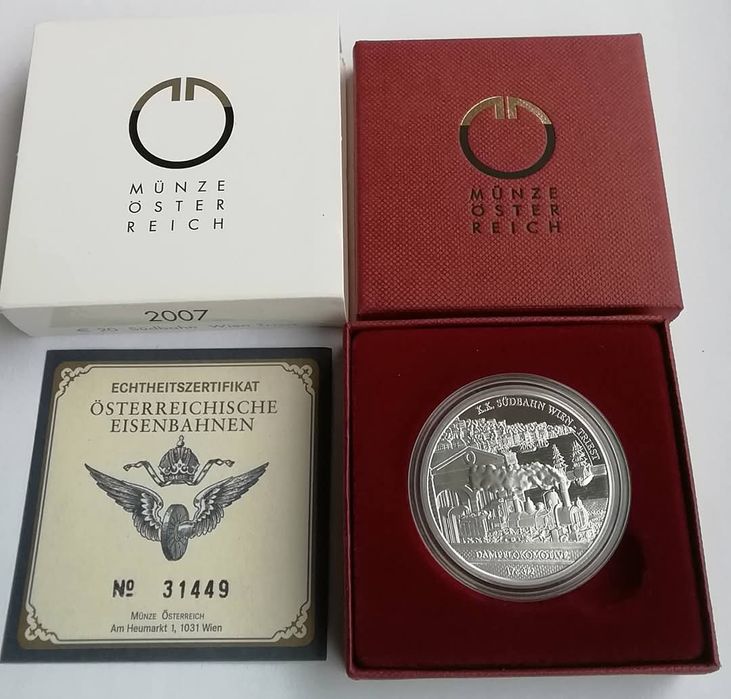 MÜNZE
ÖSTER
REICH
MÜNZE
ÖSTER
REICH
2007
€ 20 Südbahn Wien
ECHTHEITSZERTIFIKAT
ÖSTERREICHISCHE
EISENBAHNEN
Nº 31449
MÜNZE ÖSTERREICH
Am Heumarkt 1, 1031 Wien
K.K. SÜDBAHN WIEN - TRIEST
DAMPFLOKOMOTIVE